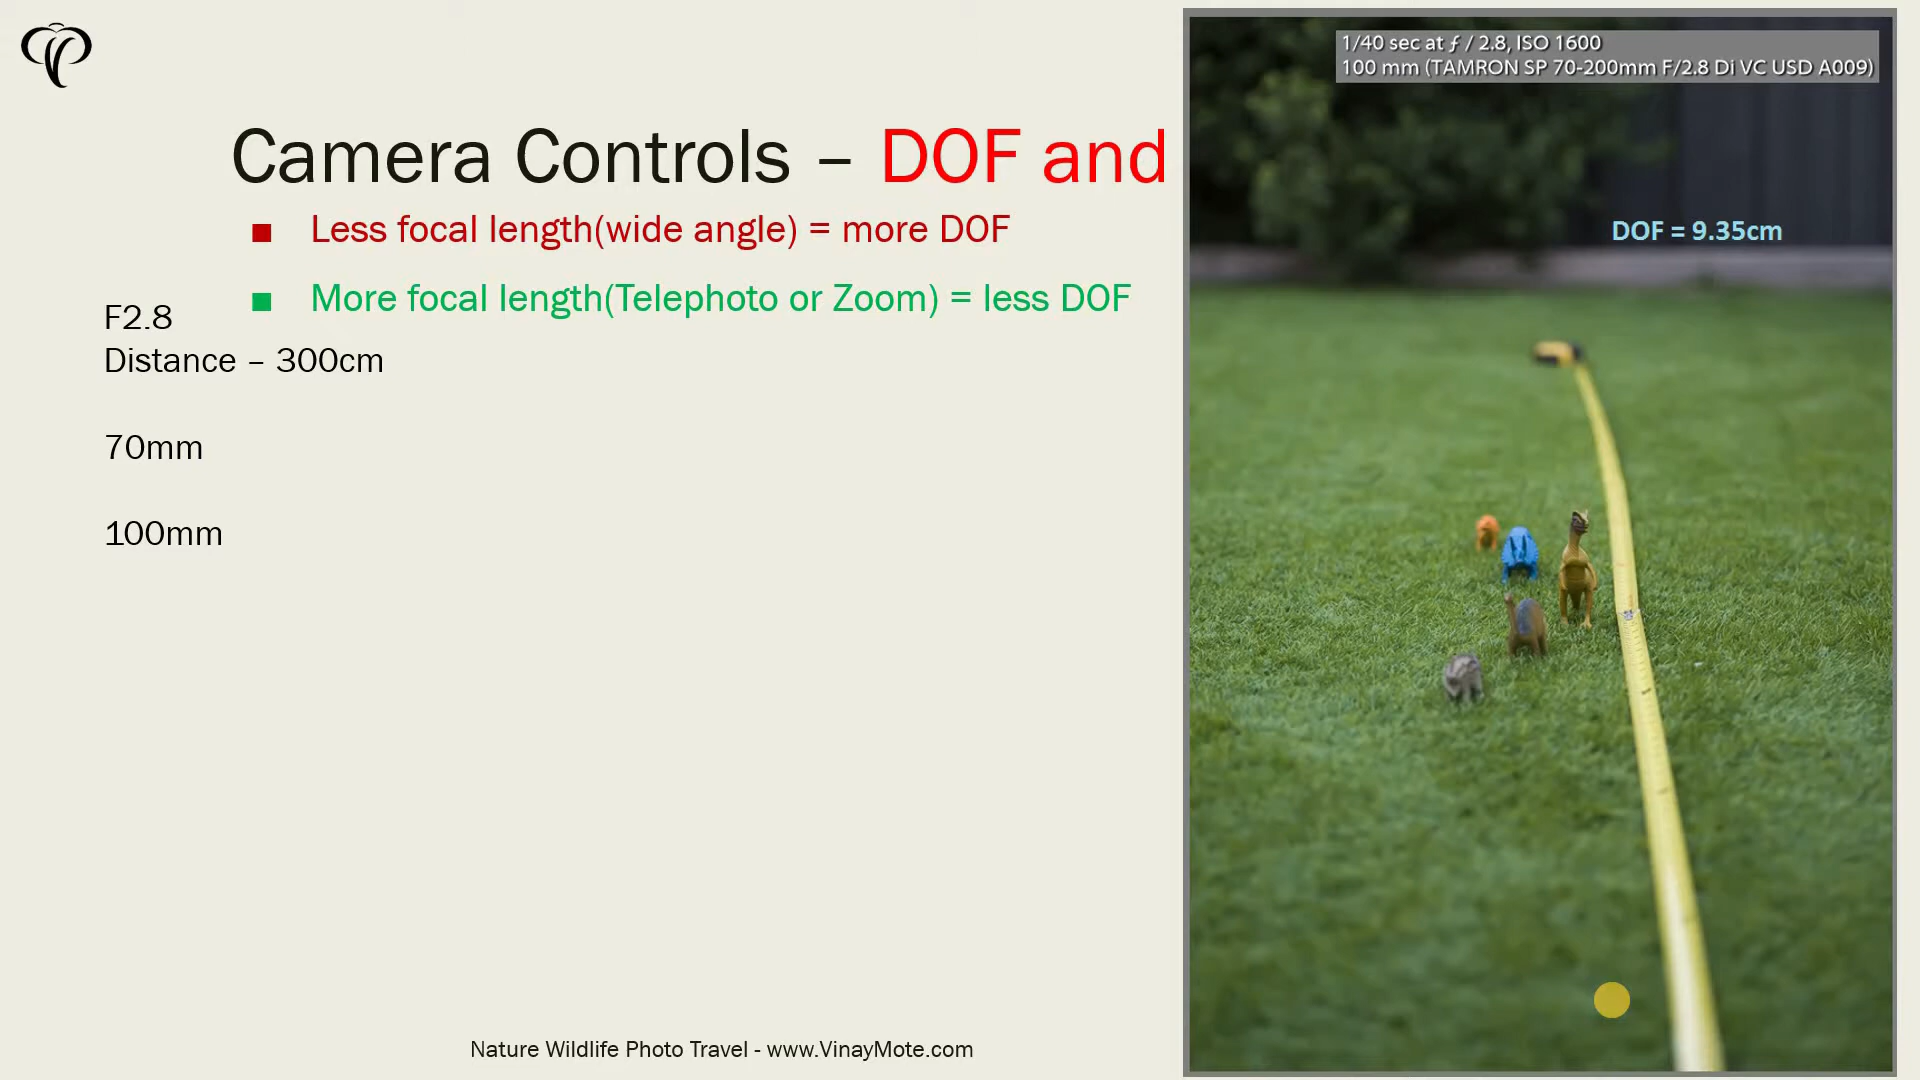 Camera Controls – DOF and
■ Less focal length(wide angle) = more DOF
■ More focal length(Telephoto or Zoom) = less DOF
F2.8
Distance – 300cm
70mm
100mm
1/40 sec at ƒ / 2.8, ISO 1600
100 mm (TAMRON SP 70-200mm F/2.8 Di VC USD A009)
DOF = 9.35cm
Nature Wildlife Photo Travel - www.VinayMote.com